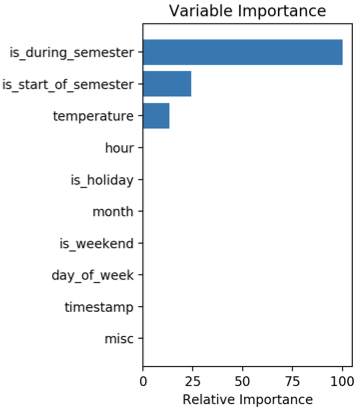 Variable Importance
is_during_semester
is_start_of_semester
temperature
hour
is_holiday
month
is_weekend
day_of_week
timestamp
misc
0 25 50 75 100
Relative Importance